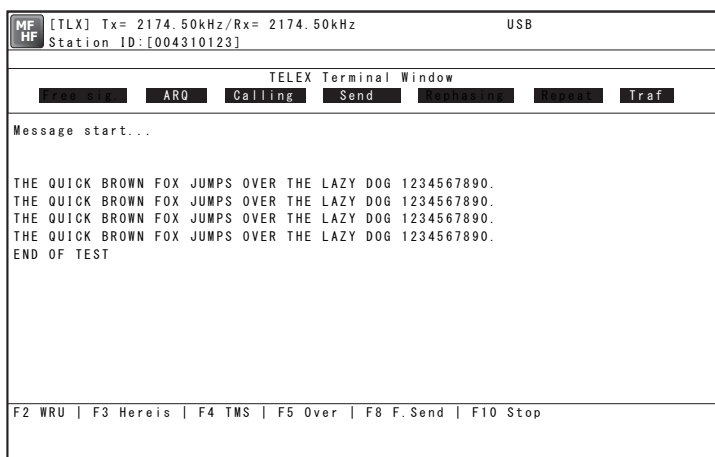 MF
HF
[TLX] Tx= 2174.50kHz/Rx= 2174.50kHz USB
Station ID:[004310123]
TELEX Terminal Window
Free sig. ARQ Calling Send Rephasing Repeat Traf
Message start...
THE QUICK BROWN FOX JUMPS OVER THE LAZY DOG 1234567890.
THE QUICK BROWN FOX JUMPS OVER THE LAZY DOG 1234567890.
THE QUICK BROWN FOX JUMPS OVER THE LAZY DOG 1234567890.
THE QUICK BROWN FOX JUMPS OVER THE LAZY DOG 1234567890.
END OF TEST
F2 WRU | F3 Hereis | F4 TMS | F5 Over | F8 F.Send | F10 Stop